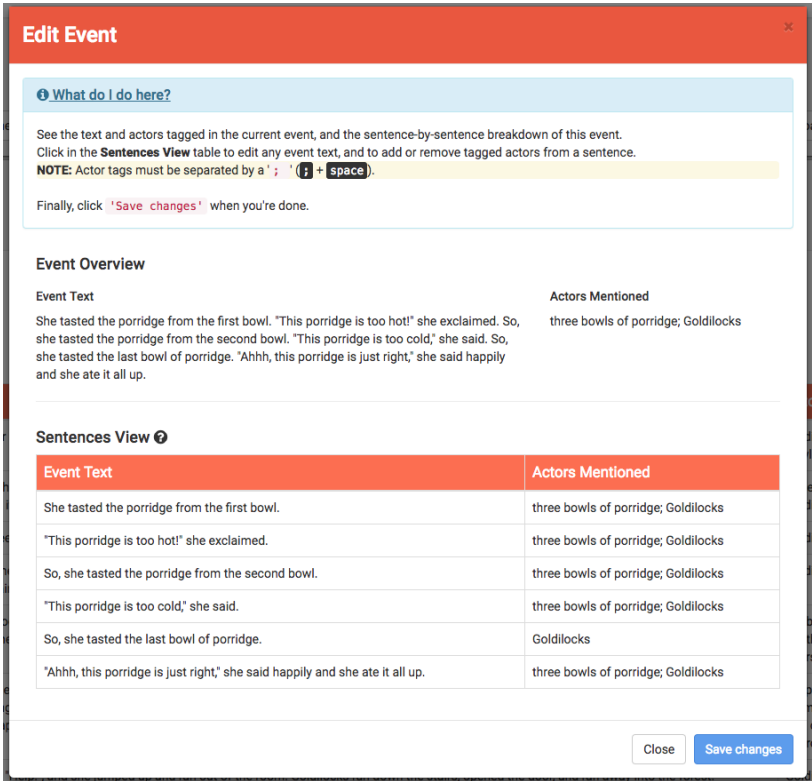 Edit Event
×
What do I do here?
See the text and actors tagged in the current event, and the sentence-by-sentence breakdown of this event.
Click in the Sentences View table to edit any event text, and to add or remove tagged actors from a sentence.
NOTE: Actor tags must be separated by a '; ' ( ; + space ).
Finally, click 'Save changes' when you're done.
Event Overview
Event Text
Actors Mentioned
She tasted the porridge from the first bowl. "This porridge is too hot!" she exclaimed. So,
she tasted the porridge from the second bowl. "This porridge is too cold," she said. So,
she tasted the last bowl of porridge. "Ahhh, this porridge is just right," she said happily
and she ate it all up.
three bowls of porridge; Goldilocks
Sentences View
Event Text
Actors Mentioned
She tasted the porridge from the first bowl.
three bowls of porridge; Goldilocks
"This porridge is too hot!" she exclaimed.
three bowls of porridge; Goldilocks
So, she tasted the porridge from the second bowl.
three bowls of porridge; Goldilocks
"This porridge is too cold," she said.
three bowls of porridge; Goldilocks
So, she tasted the last bowl of porridge.
Goldilocks
"Ahhh, this porridge is just right," she said happily and she ate it all up.
three bowls of porridge; Goldilocks
Close
Save changes